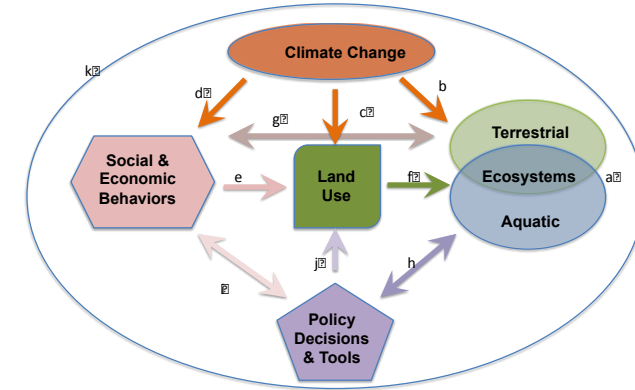 Climate Change
k
b
d
c
g
Terrestrial
Social &
Economic
Behaviors
e
Land
Use
f
Ecosystems
a
Aquatic
j
h
Policy
Decisions
& Tools